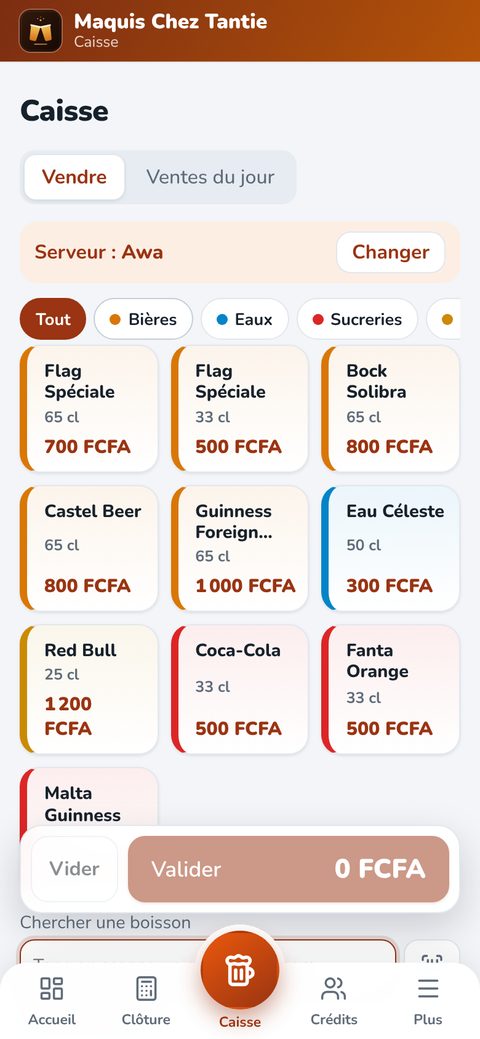 Maquis Chez Tantie
Caisse
Caisse
Vendre
Ventes du jour
Serveur : Awa
Changer
Tout
Bières
Eaux
Sucreries
Flag
Spéciale
65 cl
700 FCFA
Flag
Spéciale
33 cl
500 FCFA
Bock
Solibra
65 cl
800 FCFA
Castel Beer
65 cl
800 FCFA
Guinness
Foreign...
65 cl
1 000 FCFA
Eau Céleste
50 cl
300 FCFA
Red Bull
25 cl
1 200
FCFA
Coca-Cola
33 cl
500 FCFA
Fanta
Orange
33 cl
500 FCFA
Malta
Guinness
Vider
Valider
0 FCFA
Chercher une boisson
Accueil
Clôture
Caisse
Crédits
Plus